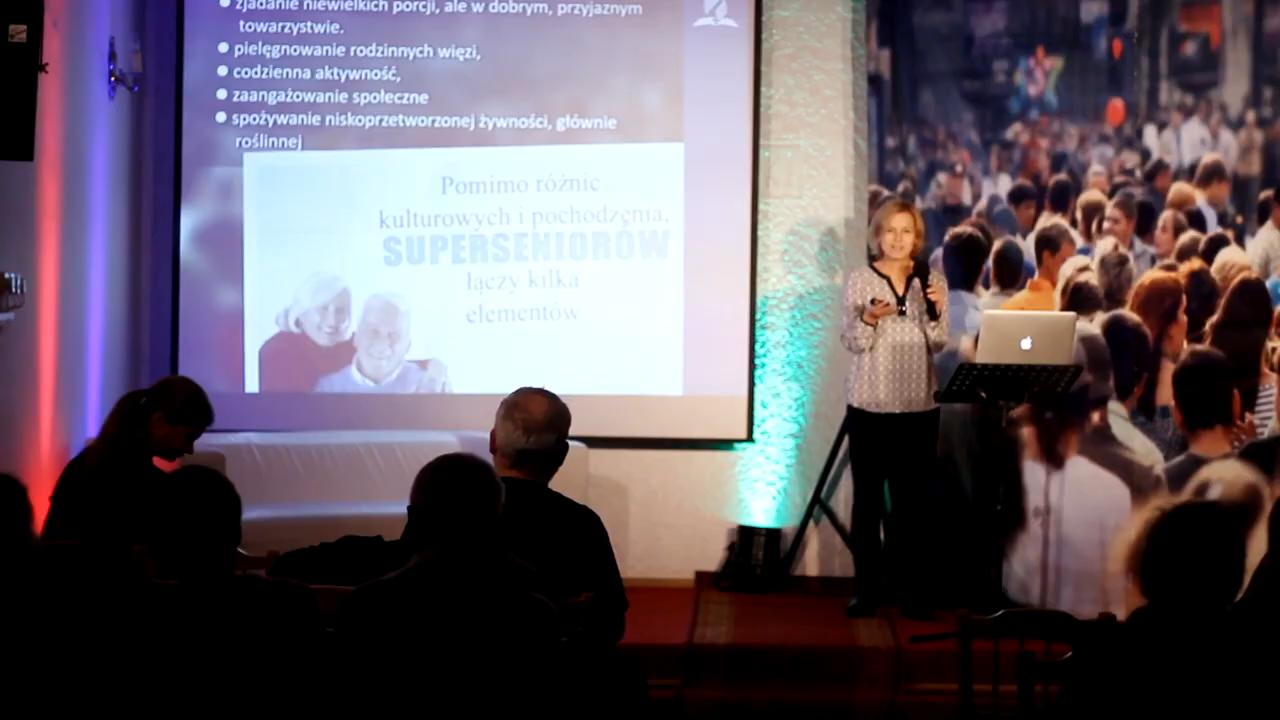 ● zjadanie niewielkich porcji, ale w dobrym, przyjaznym
towarzystwie.
● pielęgnowanie rodzinnych więzi,
● codzienna aktywność,
● zaangażowanie społeczne
● spożywanie niskoprzetworzonej żywności, głównie
roślinnej
Pomimo różnic
kulturowych i pochodzenia,
SUPERSENIORÓW
łączy kilka
elementów